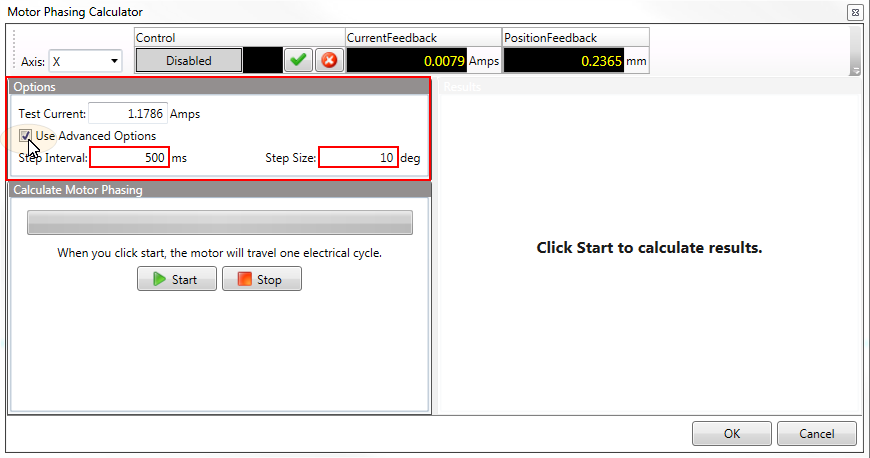 Motor Phasing Calculator
Control CurrentFeedback PositionFeedback
Axis: X Disabled 0.0079 Amps 0.2365 mm
Options
Results
Test Current: 1.1786 Amps
Use Advanced Options
Step Interval: 500 ms Step Size: 10 deg
Calculate Motor Phasing
When you click start, the motor will travel one electrical cycle.
Start Stop
Click Start to calculate results.
OK Cancel